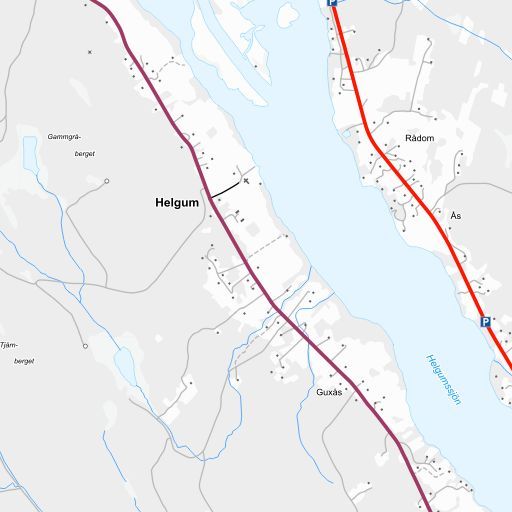 P
Rådom
Gammgrå-
berget
Helgum
Ås
P
Tjäm-
berget
Helgumssjön
Guxås